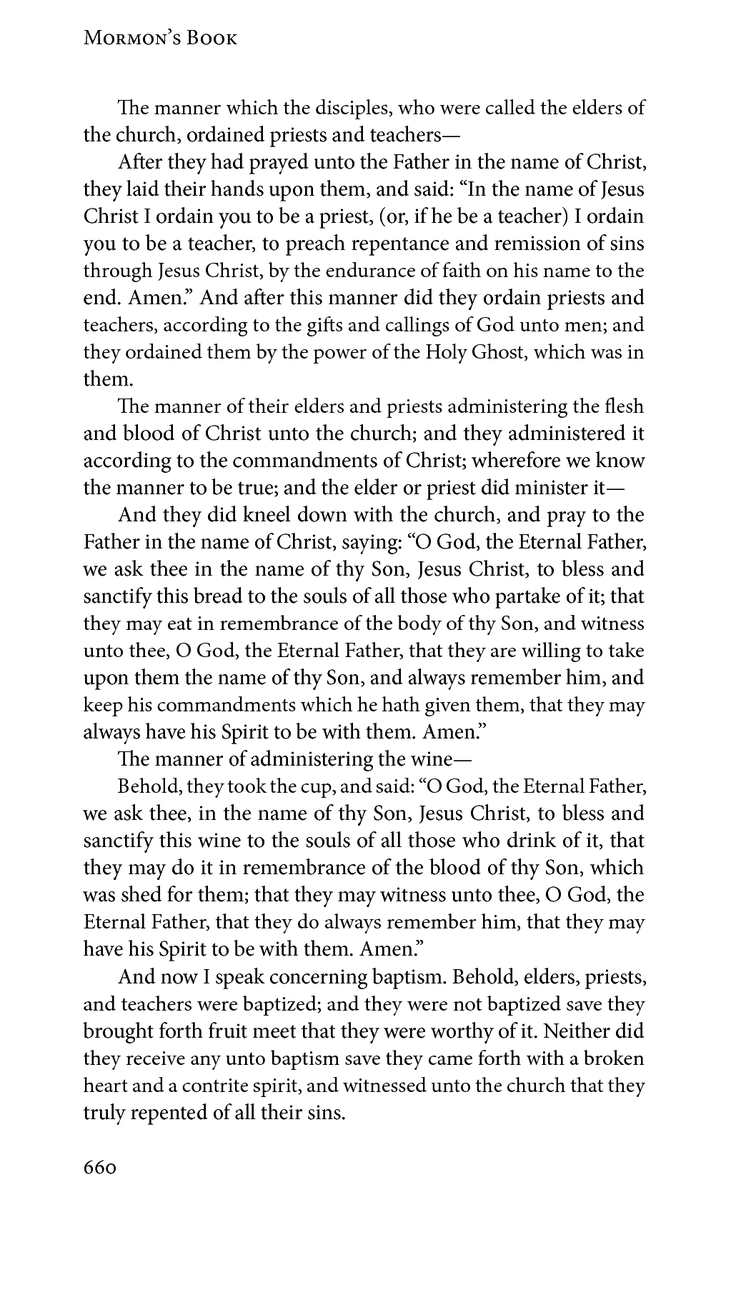 Mormon’s Book
The manner which the disciples, who were called the elders of
the church, ordained priests and teachers—
After they had prayed unto the Father in the name of Christ,
they laid their hands upon them, and said: “In the name of Jesus
Christ I ordain you to be a priest, (or, if he be a teacher) I ordain
you to be a teacher, to preach repentance and remission of sins
through Jesus Christ, by the endurance of faith on his name to the
end. Amen.” And after this manner did they ordain priests and
teachers, according to the gifts and callings of God unto men; and
they ordained them by the power of the Holy Ghost, which was in
them.
The manner of their elders and priests administering the flesh
and blood of Christ unto the church; and they administered it
according to the commandments of Christ; wherefore we know
the manner to be true; and the elder or priest did minister it—
And they did kneel down with the church, and pray to the
Father in the name of Christ, saying: “O God, the Eternal Father,
we ask thee in the name of thy Son, Jesus Christ, to bless and
sanctify this bread to the souls of all those who partake of it; that
they may eat in remembrance of the body of thy Son, and witness
unto thee, O God, the Eternal Father, that they are willing to take
upon them the name of thy Son, and always remember him, and
keep his commandments which he hath given them, that they may
always have his Spirit to be with them. Amen.”
The manner of administering the wine—
Behold, they took the cup, and said: “O God, the Eternal Father,
we ask thee, in the name of thy Son, Jesus Christ, to bless and
sanctify this wine to the souls of all those who drink of it, that
they may do it in remembrance of the blood of thy Son, which
was shed for them; that they may witness unto thee, O God, the
Eternal Father, that they do always remember him, that they may
have his Spirit to be with them. Amen.”
And now I speak concerning baptism. Behold, elders, priests,
and teachers were baptized; and they were not baptized save they
brought forth fruit meet that they were worthy of it. Neither did
they receive any unto baptism save they came forth with a broken
heart and a contrite spirit, and witnessed unto the church that they
truly repented of all their sins.
660